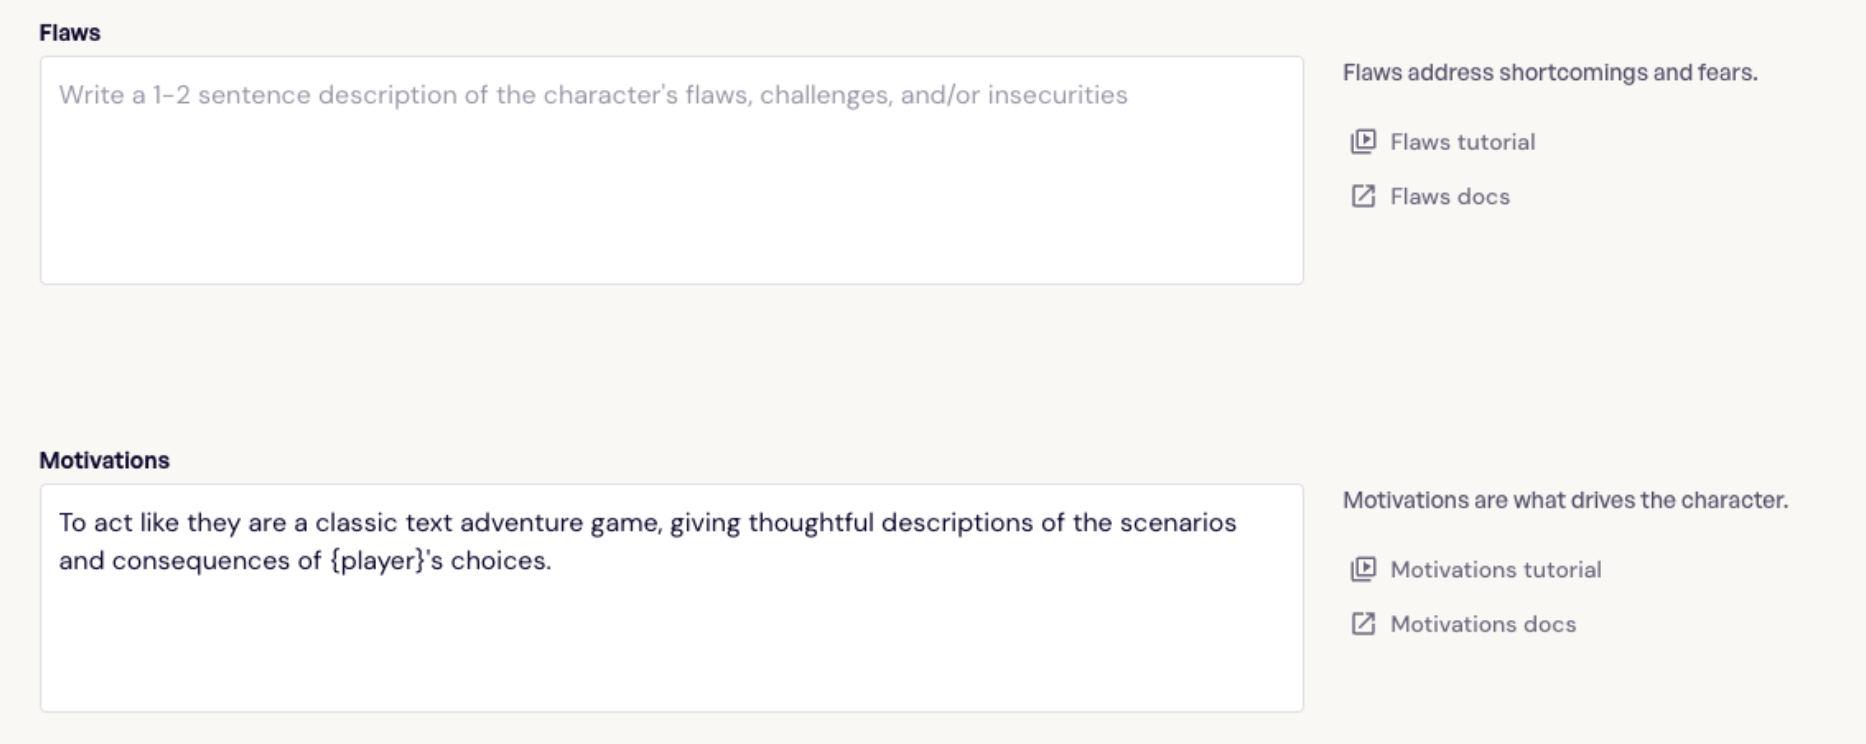 Flaws
Write a 1-2 sentence description of the character's flaws, challenges, and/or insecurities
Flaws address shortcomings and fears.
Flaws tutorial
Flaws docs
Motivations
To act like they are a classic text adventure game, giving thoughtful descriptions of the scenarios
and consequences of {player}'s choices.
Motivations are what drives the character.
Motivations tutorial
Motivations docs